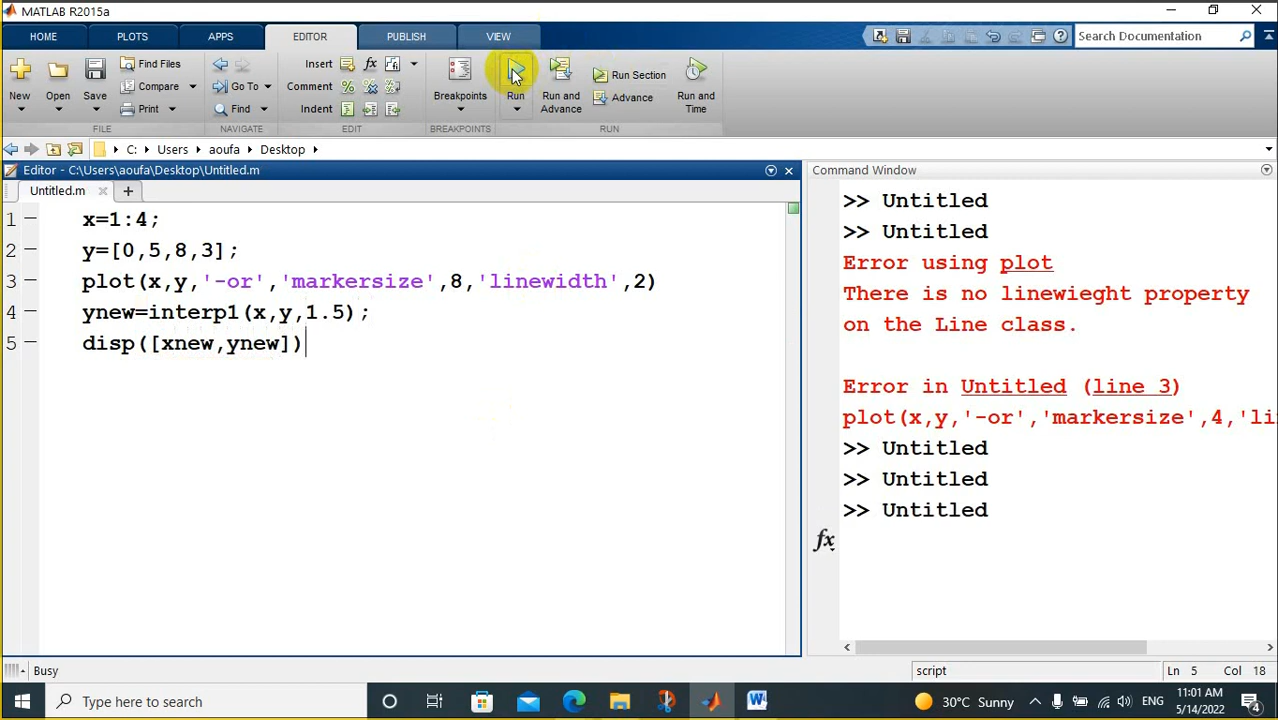 MATLAB R2015a
HOME
PLOTS
APPS
EDITOR
PUBLISH
VIEW
Search Documentation
New
Open
Save
Find Files
Compare
Print
FILE
Go To
Find
NAVIGATE
Insert
Comment
Indent
EDIT
Breakpoints
BREAKPOINTS
Run
Run and
Advance
Run Section
Advance
Run and
Time
RUN
C:
Users
aoufa
Desktop
Editor - C:\Users\aoufa\Desktop\Untitled.m
Untitled.m
1
x=1:4;
2
y=[0,5,8,3];
3
plot(x,y,'-or','markersize',8,'linewidth',2)
4
ynew=interp1(x,y,1.5);
5
disp([xnew,ynew])
Command Window
>> Untitled
>> Untitled
Error using plot
There is no linewieght property
on the Line class.
Error in Untitled (line 3)
plot(x,y,'-or','markersize',4,'li
>> Untitled
>> Untitled
>> Untitled
fx
Busy
script
Ln 5 Col 18
Type here to search
30°C Sunny
ENG
11:01 AM
5/14/2022
4